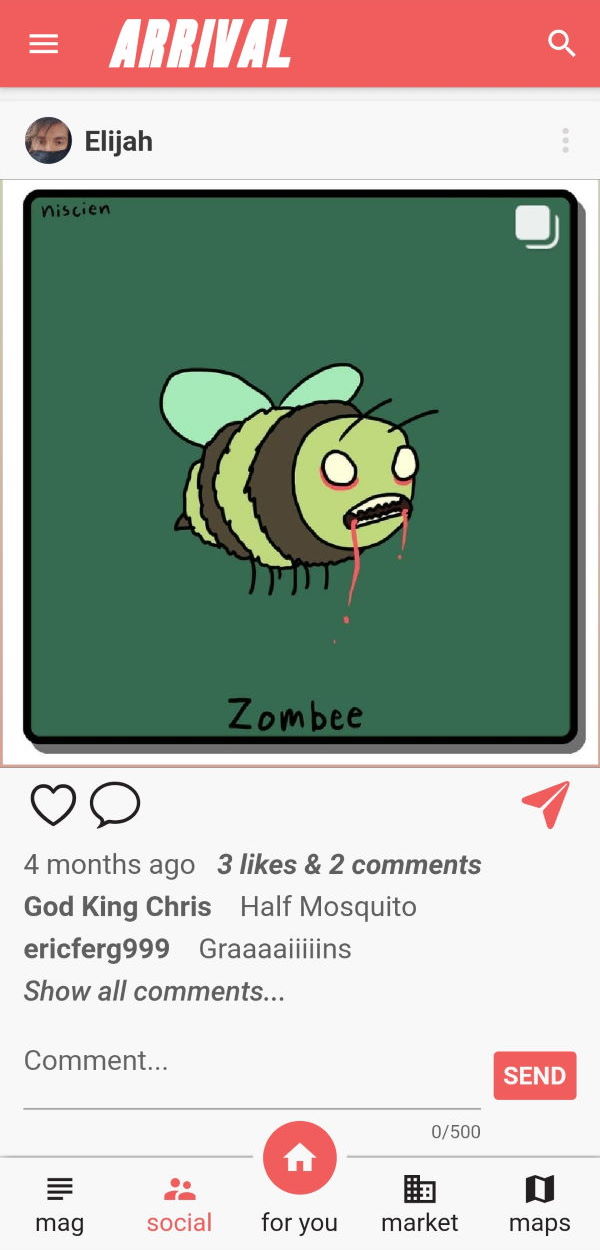 ARRIVAL
Elijah
niscien
Zombee
4 months ago 3 likes & 2 comments
God King Chris Half Mosquito
ericferg999 Graaaaiiiiins
Show all comments...
Comment...
SEND
0/500
mag social for you market maps